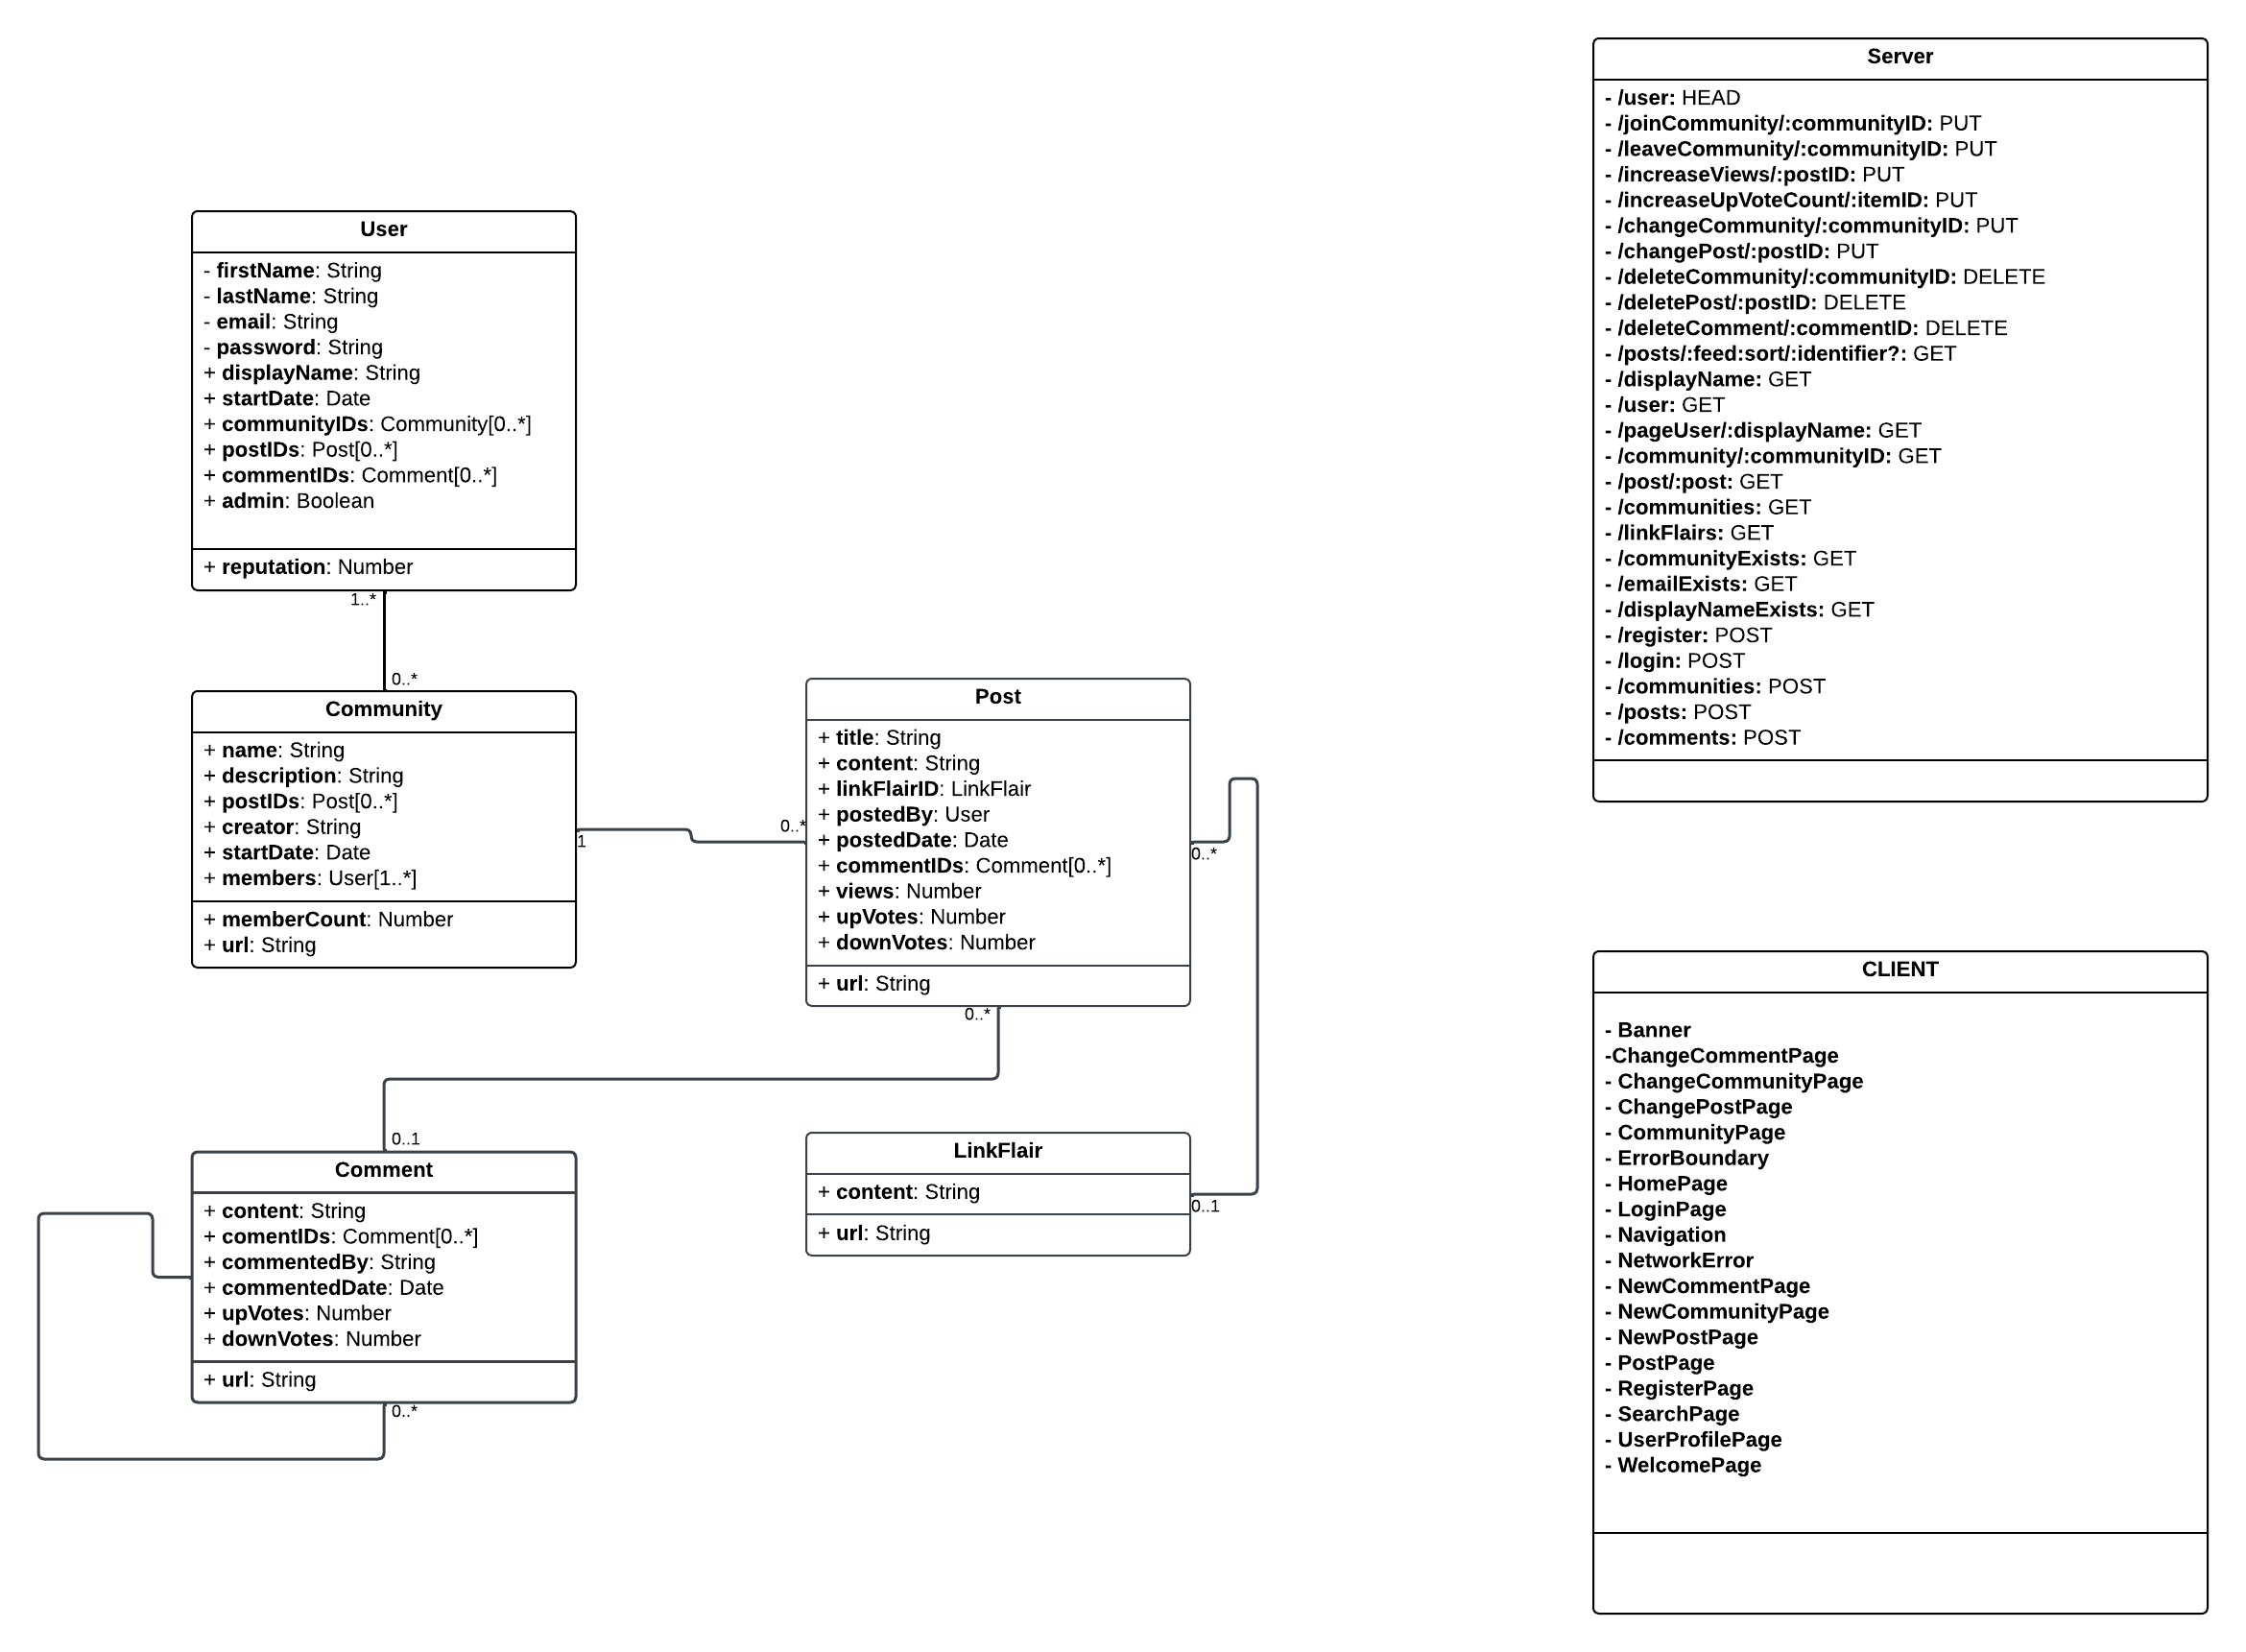 User
- firstName: String
- lastName: String
- email: String
- password: String
+ displayName: String
+ startDate: Date
+ communityIDs: Community[0..*]
+ postIDs: Post[0..*]
+ commentIDs: Comment[0..*]
+ admin: Boolean
+ reputation: Number
1..*
0..*
Community
+ name: String
+ description: String
+ postIDs: Post[0..*]
+ creator: String
+ startDate: Date
+ members: User[1..*]
+ memberCount: Number
+ url: String
1
0..*
Post
+ title: String
+ content: String
+ linkFlairID: LinkFlair
+ postedBy: User
+ postedDate: Date
+ commentIDs: Comment[0..*]
+ views: Number
+ upVotes: Number
+ downVotes: Number
+ url: String
0..*
0..*
0..1
Comment
+ content: String
+ comentIDs: Comment[0..*]
+ commentedBy: String
+ commentedDate: Date
+ upVotes: Number
+ downVotes: Number
+ url: String
0..*
LinkFlair
+ content: String
+ url: String
0..1
Server
- /user: HEAD
- /joinCommunity/:communityID: PUT
- /leaveCommunity/:communityID: PUT
- /increaseViews/:postID: PUT
- /increaseUpVoteCount/:itemID: PUT
- /changeCommunity/:communityID: PUT
- /changePost/:postID: PUT
- /deleteCommunity/:communityID: DELETE
- /deletePost/:postID: DELETE
- /deleteComment/:commentID: DELETE
- /posts/:feed:sort/:identifier?: GET
- /displayName: GET
- /user: GET
- /pageUser/:displayName: GET
- /community/:communityID: GET
- /post/:post: GET
- /communities: GET
- /linkFlairs: GET
- /communityExists: GET
- /emailExists: GET
- /displayNameExists: GET
- /register: POST
- /login: POST
- /communities: POST
- /posts: POST
- /comments: POST
CLIENT
- Banner
-ChangeCommentPage
- ChangeCommunityPage
- ChangePostPage
- CommunityPage
- ErrorBoundary
- HomePage
- LoginPage
- Navigation
- NetworkError
- NewCommentPage
- NewCommunityPage
- NewPostPage
- PostPage
- RegisterPage
- SearchPage
- UserProfilePage
- WelcomePage